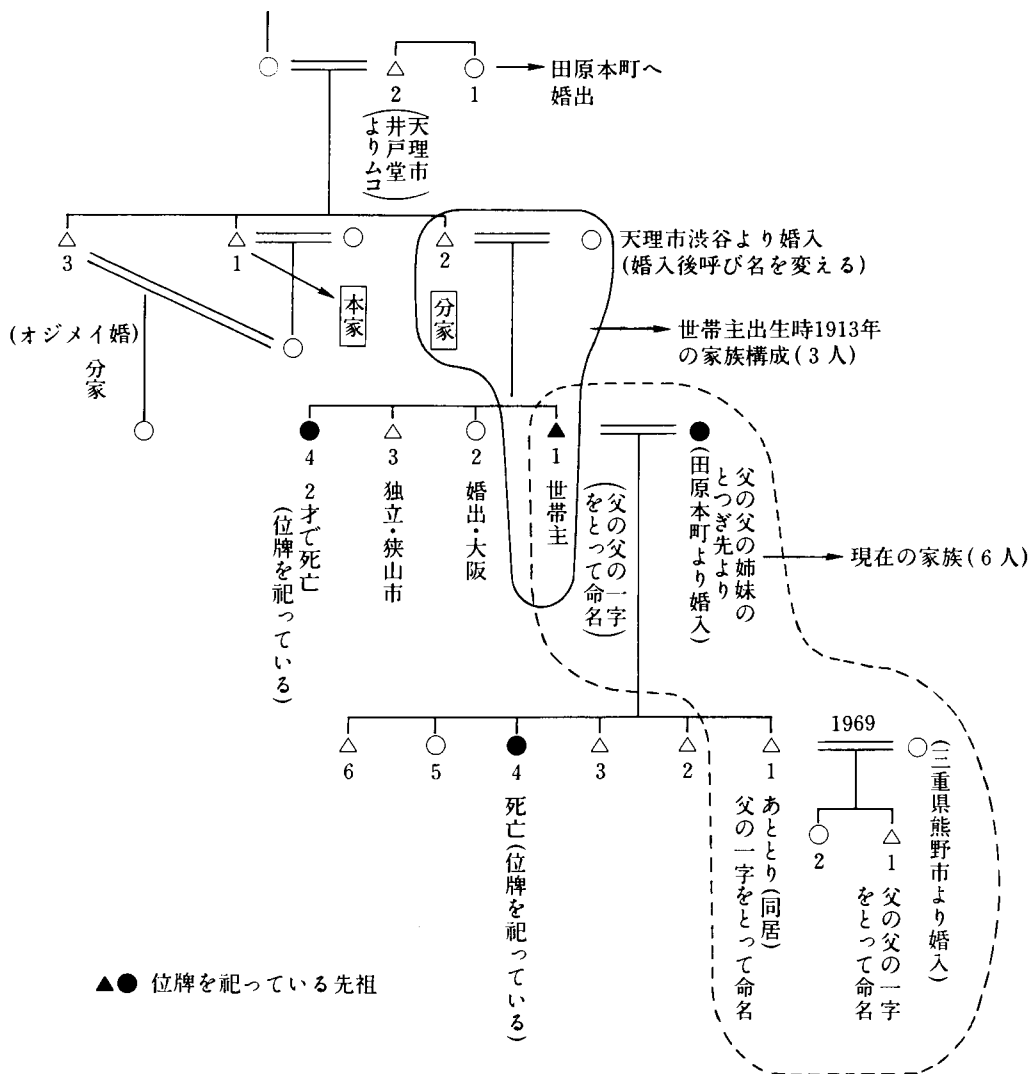 田原本町へ
婚出
2
1
天理市
井戸堂
よりムコ
3
1
2
天理市渋谷より婚入
(婚入後呼び名を変える)
本家
分家
(オジメイ婚)
分家
世帯主出生時1913年
の家族構成(3人)
4 2才で死亡
(位牌を祀っている)
3 独立・狭山市
2 婚出・大阪
1 世帯主
(父の父の一字
をとって命名)
父の父の姉妹の
とつぎ先より
(田原本町より婚入)
現在の家族(6人)
6
5
4 死亡(位牌を祀っている)
3
2
1 あととり(同居)
父の一字をとって命名
1969
(三重県熊野市より婚入)
2
1 父の父の一字
をとって命名
▲● 位牌を祀っている先祖